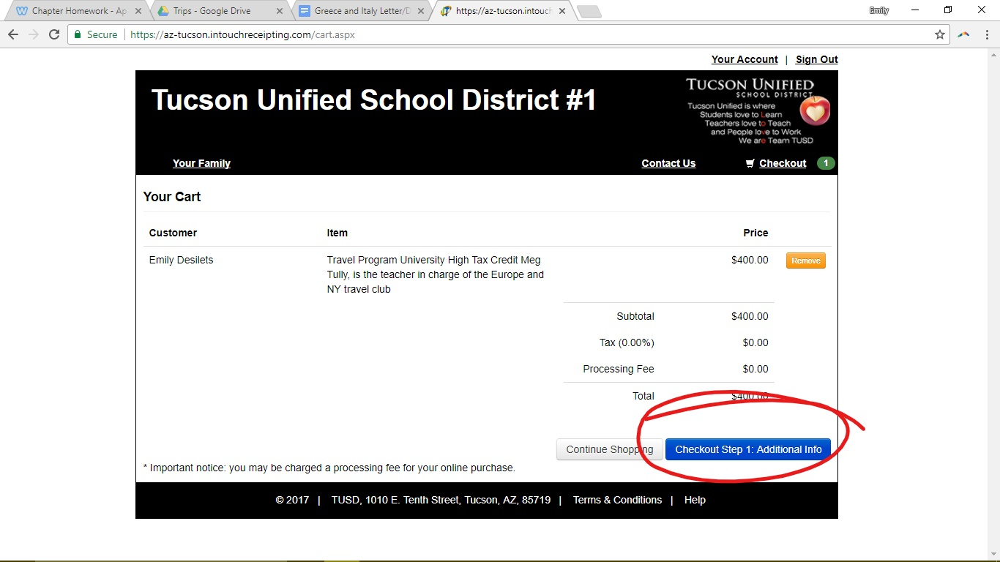 Chapter Homework - Ap
Trips - Google Drive
Greece and Italy Letter/D
https://az-tucson.intouch
Emily
Secure
https://az-tucson.intouchreceipting.com/cart.aspx
Your Account | Sign Out
Tucson Unified School District #1
TUCSON UNIFIED
SCHOOL DISTRICT
Tucson Unified is where
Students love to Learn
Teachers love to Teach
and People love to Work
We are Team TUSD
Your Family
Contact Us
Checkout 1
Your Cart
Customer Item Price
Emily Desilets
Travel Program University High Tax Credit Meg
Tully, is the teacher in charge of the Europe and
NY travel club
$400.00
Remove
Subtotal $400.00
Tax (0.00%) $0.00
Processing Fee $0.00
Total $400.00
Continue Shopping
Checkout Step 1: Additional Info
* Important notice: you may be charged a processing fee for your online purchase.
© 2017 | TUSD, 1010 E. Tenth Street, Tucson, AZ, 85719 | Terms & Conditions | Help